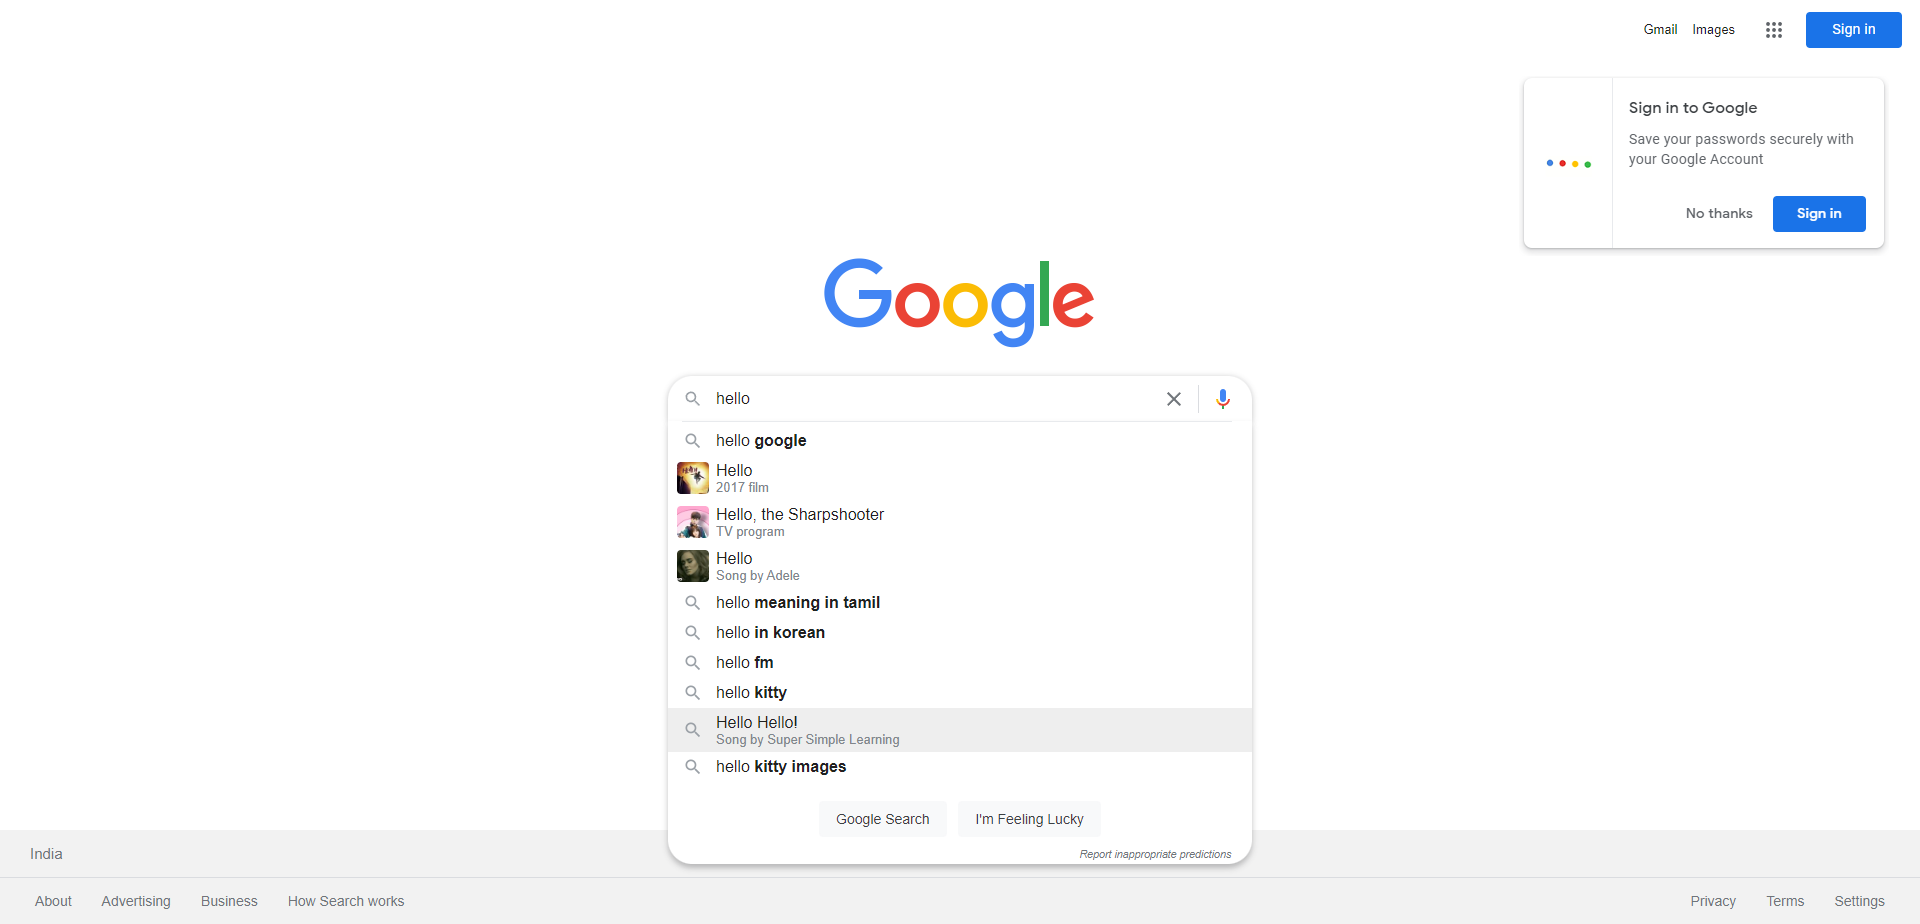 Gmail Images Sign in
Sign in to Google
Save your passwords securely with
your Google Account
No thanks Sign in
Google
hello
hello google
Hello
2017 film
Hello, the Sharpshooter
TV program
Hello
Song by Adele
hello meaning in tamil
hello in korean
hello fm
hello kitty
Hello Hello!
Song by Super Simple Learning
hello kitty images
Google Search I'm Feeling Lucky
Report inappropriate predictions
India
About Advertising Business How Search works Privacy Terms Settings